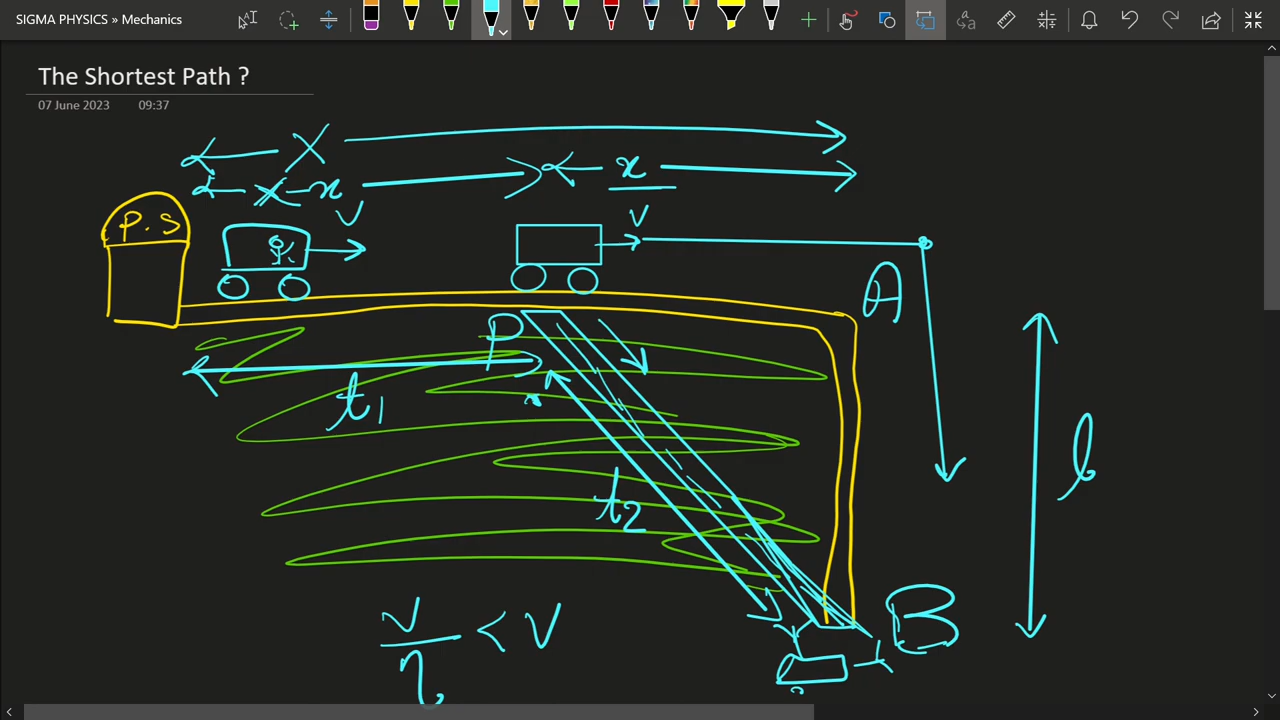 SIGMA PHYSICS » Mechanics
The Shortest Path ?
07 June 2023 09:37
X
X-x
x
P.S
V
V
A
P
t1
l
t2
B
v/η < v